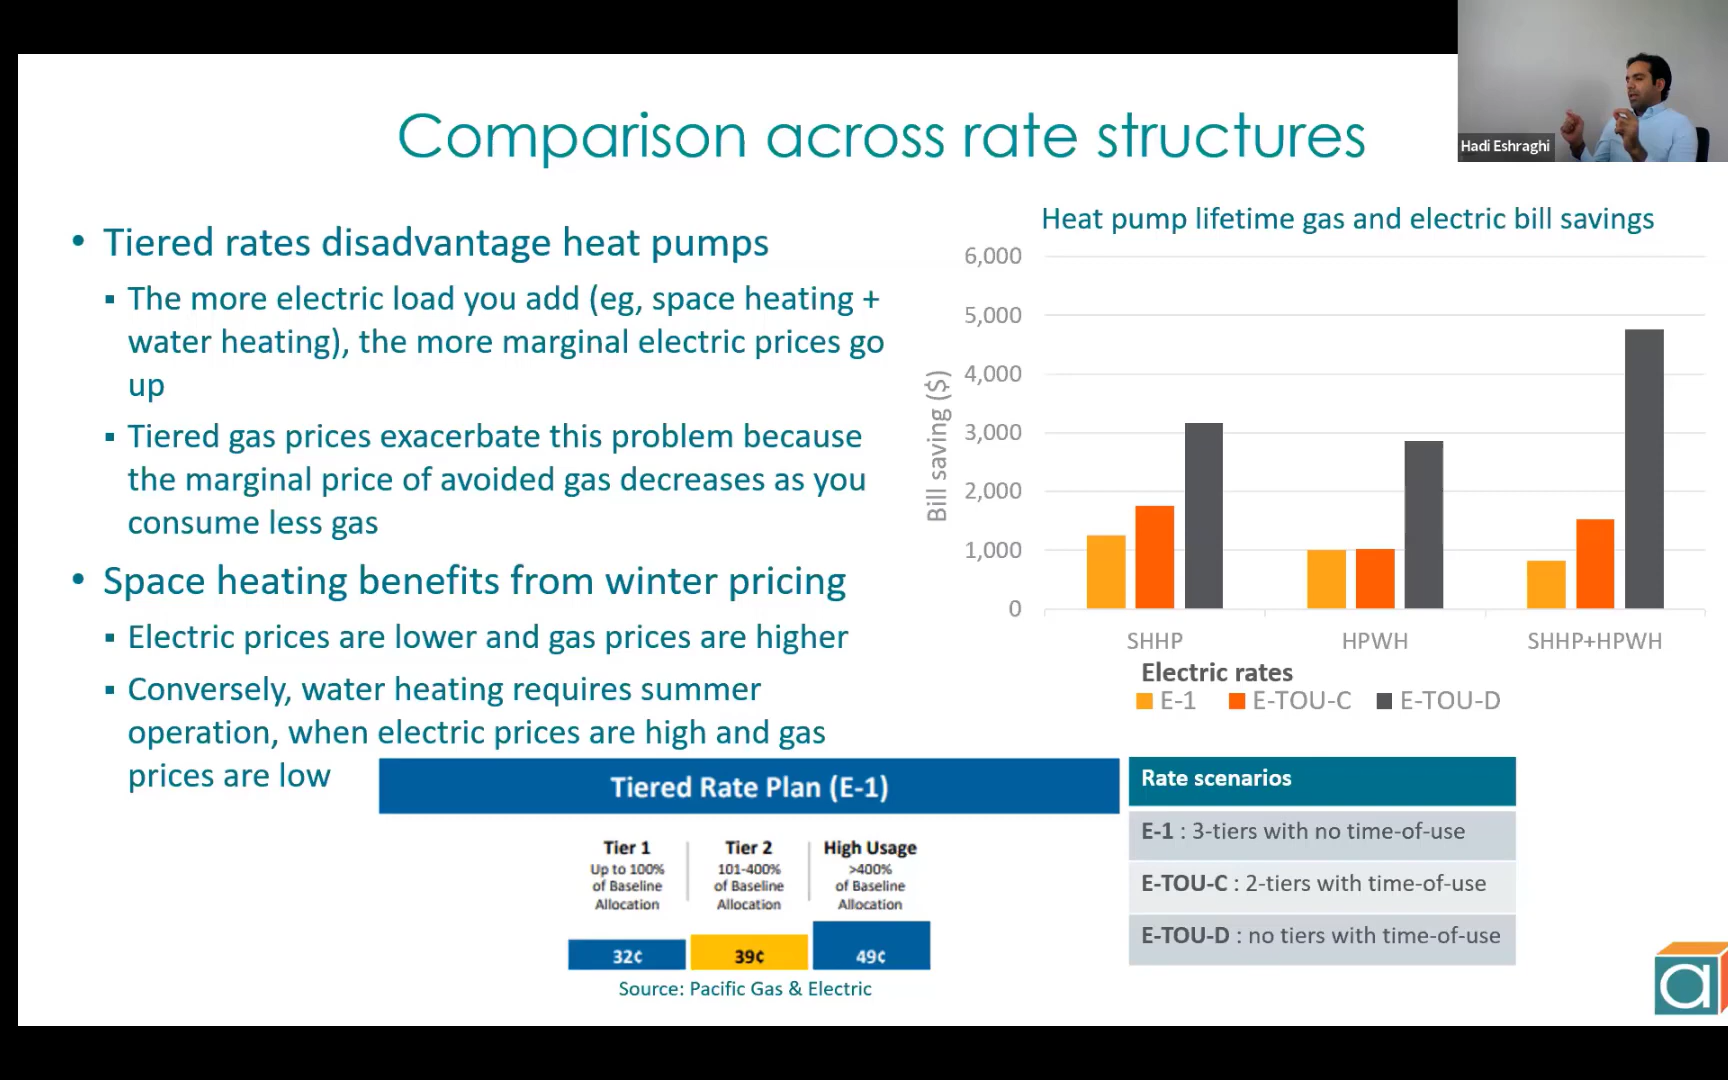 Comparison across rate structures
Hadi Eshraghi
• Tiered rates disadvantage heat pumps
▪ The more electric load you add (eg, space heating +
water heating), the more marginal electric prices go
up
▪ Tiered gas prices exacerbate this problem because
the marginal price of avoided gas decreases as you
consume less gas
• Space heating benefits from winter pricing
▪ Electric prices are lower and gas prices are higher
▪ Conversely, water heating requires summer
operation, when electric prices are high and gas
prices are low
Heat pump lifetime gas and electric bill savings
6,000
5,000
4,000
3,000
2,000
1,000
0
Bill saving ($)
SHHP HPWH SHHP+HPWH
Electric rates
E-1 E-TOU-C E-TOU-D
Tiered Rate Plan (E-1)
Tier 1 Tier 2 High Usage
Up to 100% 101-400% >400%
of Baseline of Baseline of Baseline
Allocation Allocation Allocation
32¢ 39¢ 49¢
Source: Pacific Gas & Electric
Rate scenarios
E-1 : 3-tiers with no time-of-use
E-TOU-C : 2-tiers with time-of-use
E-TOU-D : no tiers with time-of-use
a